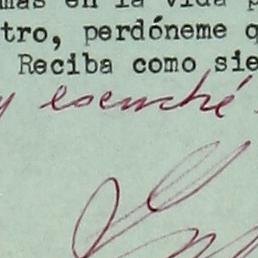 mas en la vida p
tro, perdóneme q
Reciba como sie
y escuché